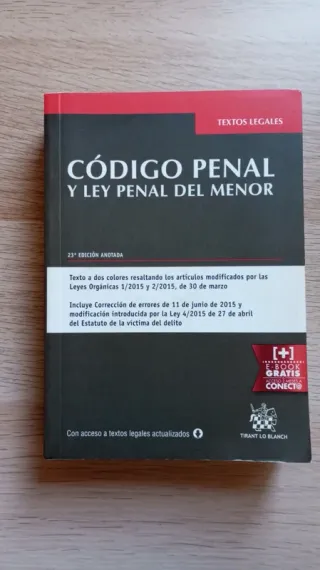 TEXTOS LEGALES
CÓDIGO PENAL
Y LEY PENAL DEL MENOR
23ª EDICIÓN ANOTADA
Texto a dos colores resaltando los artículos modificados por las
Leyes Orgánicas 1/2015 y 2/2015, de 30 de marzo
Incluye Corrección de errores de 11 de junio de 2015 y
modificación introducida por la Ley 4/2015 de 27 de abril
del Estatuto de la víctima del delito
[+]
E-BOOK
GRATIS
CONECT@
Con acceso a textos legales actualizados
TIRANT LO BLANCH